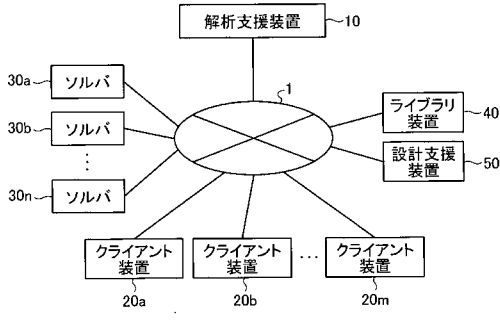 解析支援装置
10
30a
ソルバ
1
30b
ソルバ
ライブラリ
装置
40
設計支援
装置
50
30n
ソルバ
クライアント
装置
クライアント
装置
クライアント
装置
20a
20b
20m